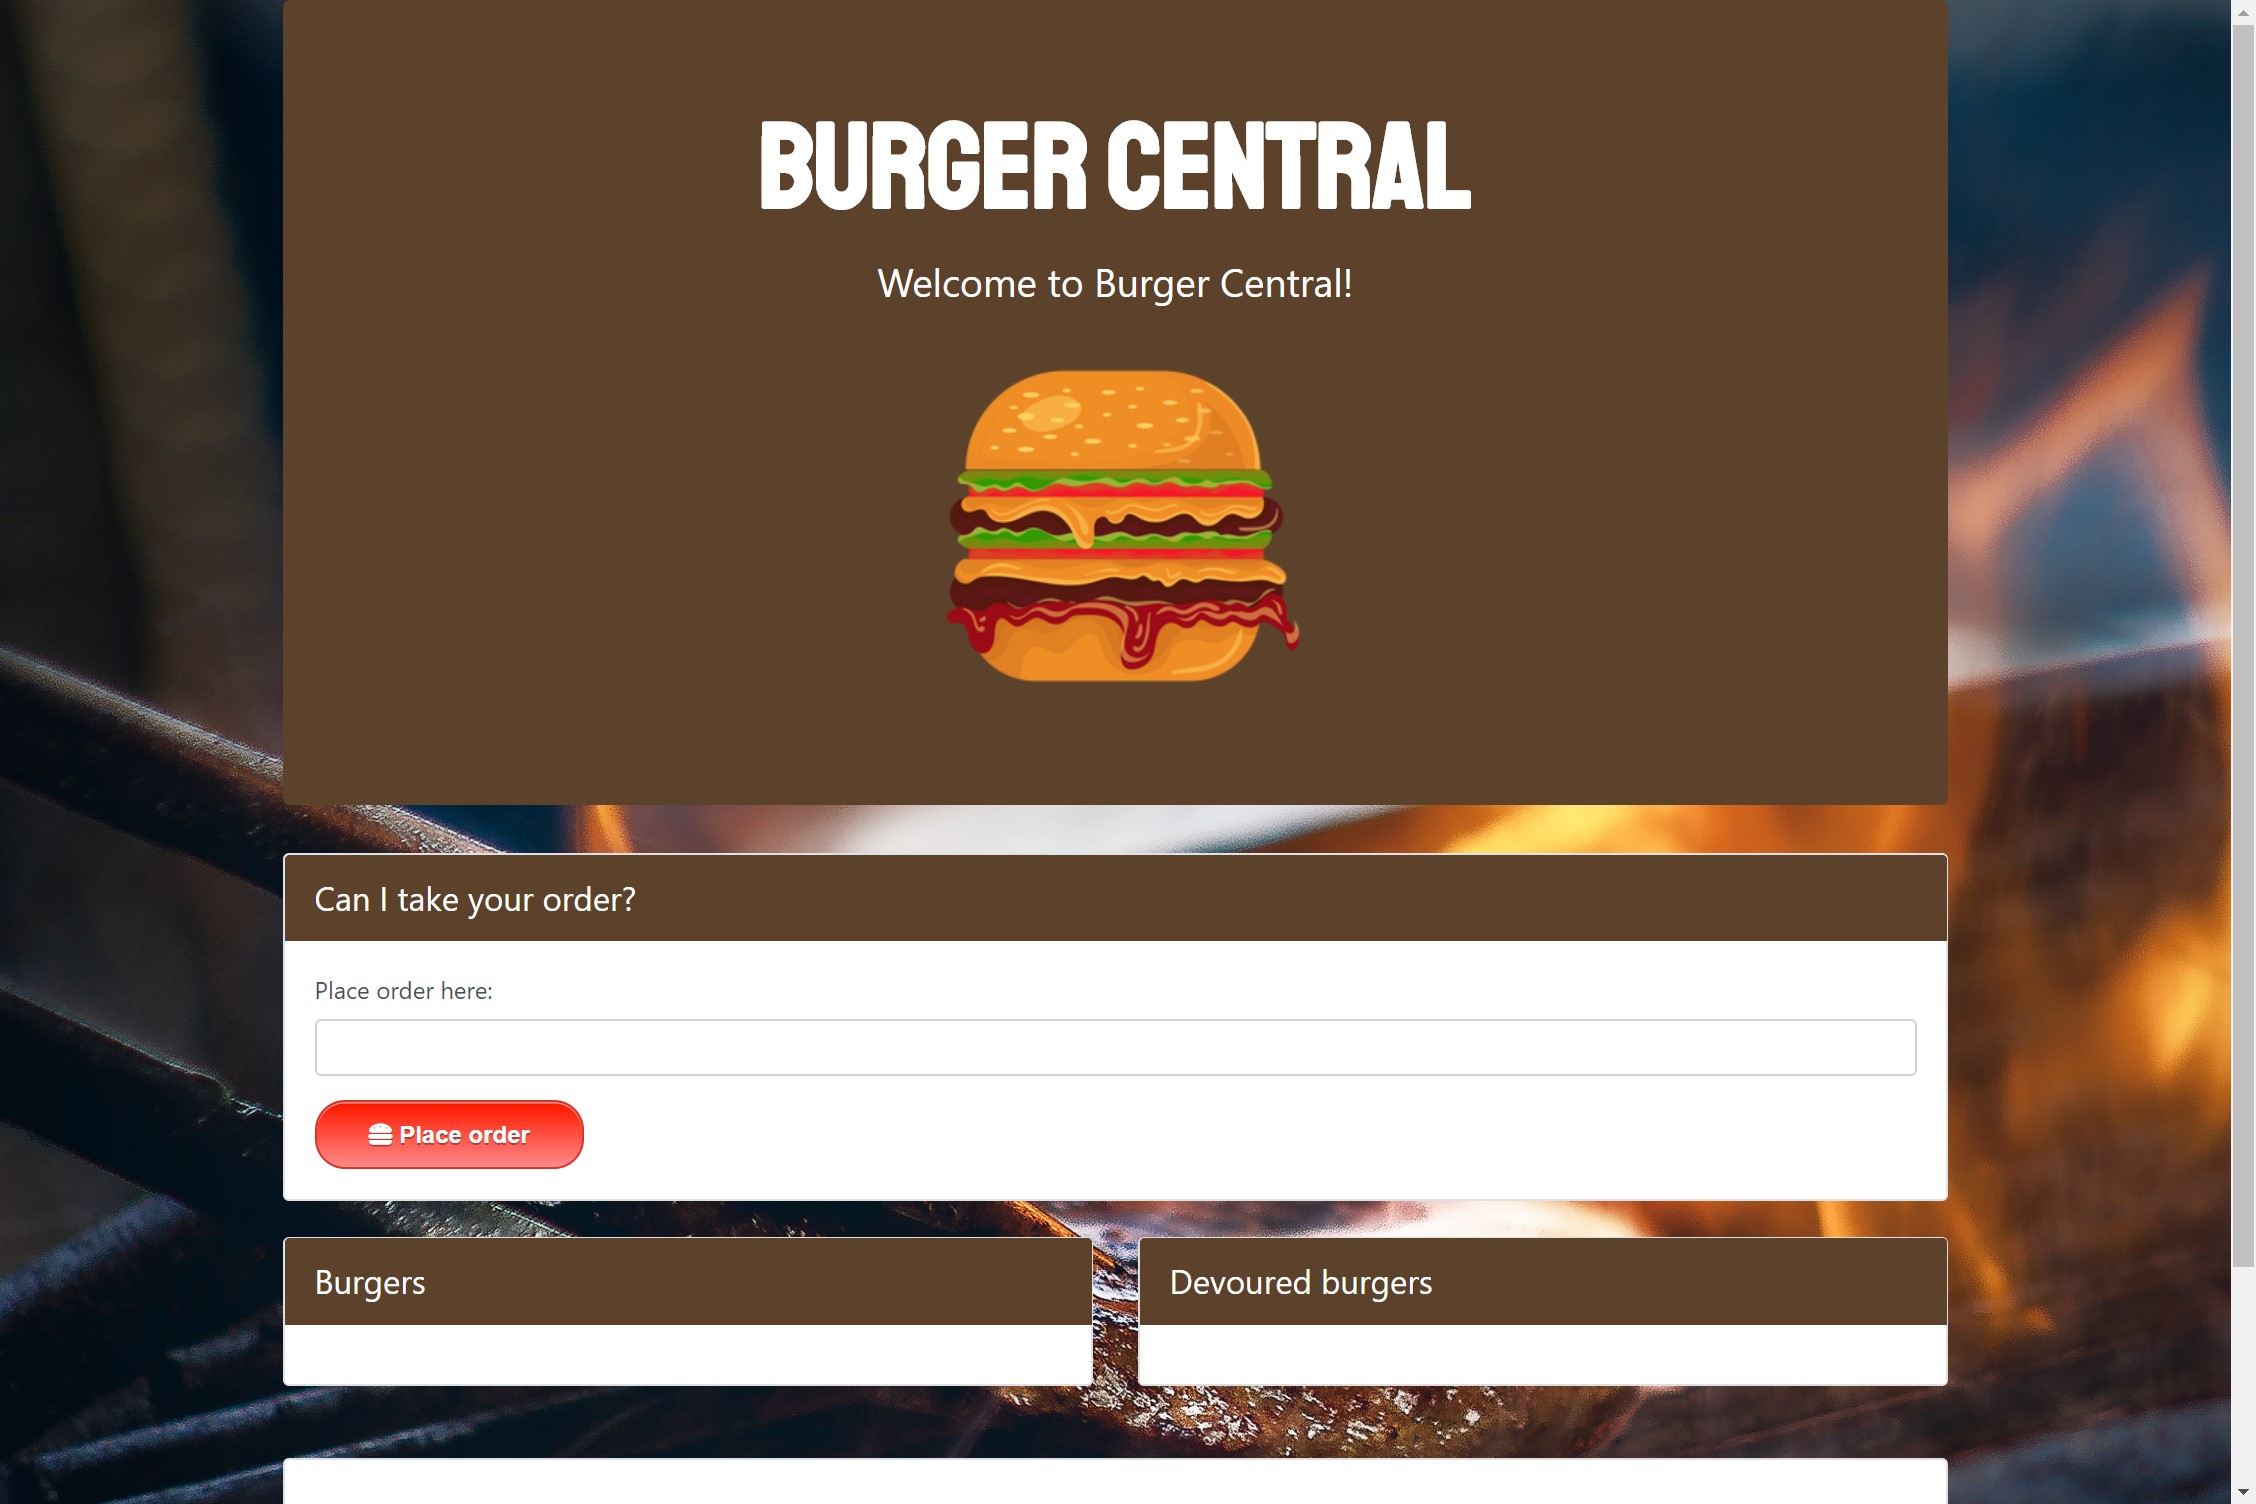 BURGER CENTRAL
Welcome to Burger Central!
Can I take your order?
Place order here:
Place order
Burgers
Devoured burgers